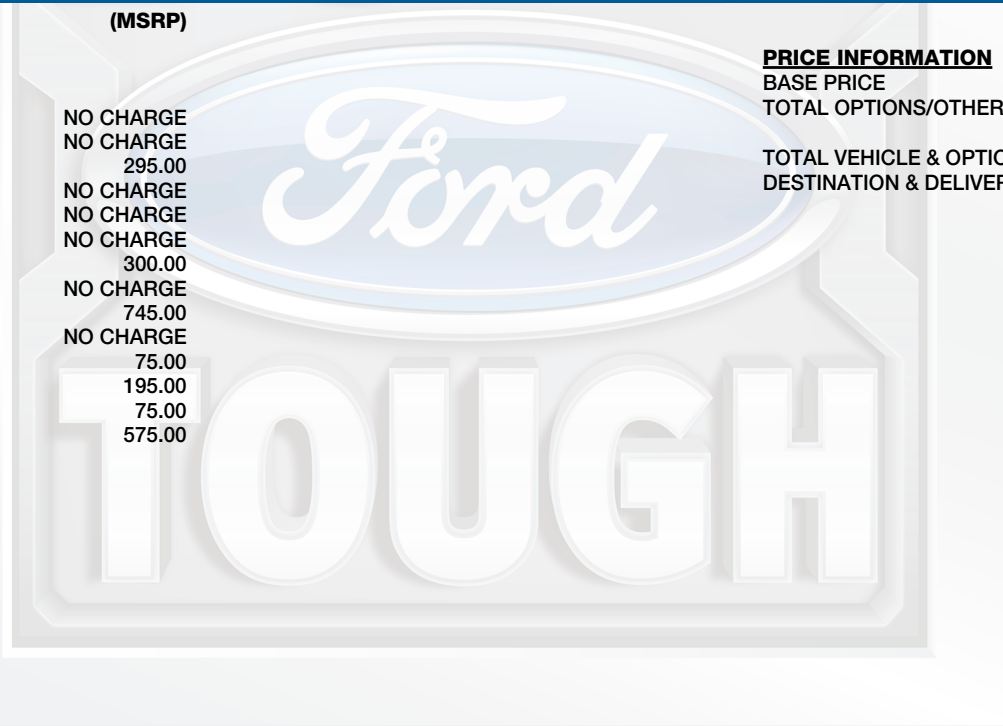 (MSRP)
NO CHARGE
NO CHARGE
295.00
NO CHARGE
NO CHARGE
NO CHARGE
300.00
NO CHARGE
745.00
NO CHARGE
75.00
195.00
75.00
575.00
PRICE INFORMATION
BASE PRICE
TOTAL OPTIONS/OTHER
TOTAL VEHICLE & OPTIO
DESTINATION & DELIVER
Ford
TOUGH